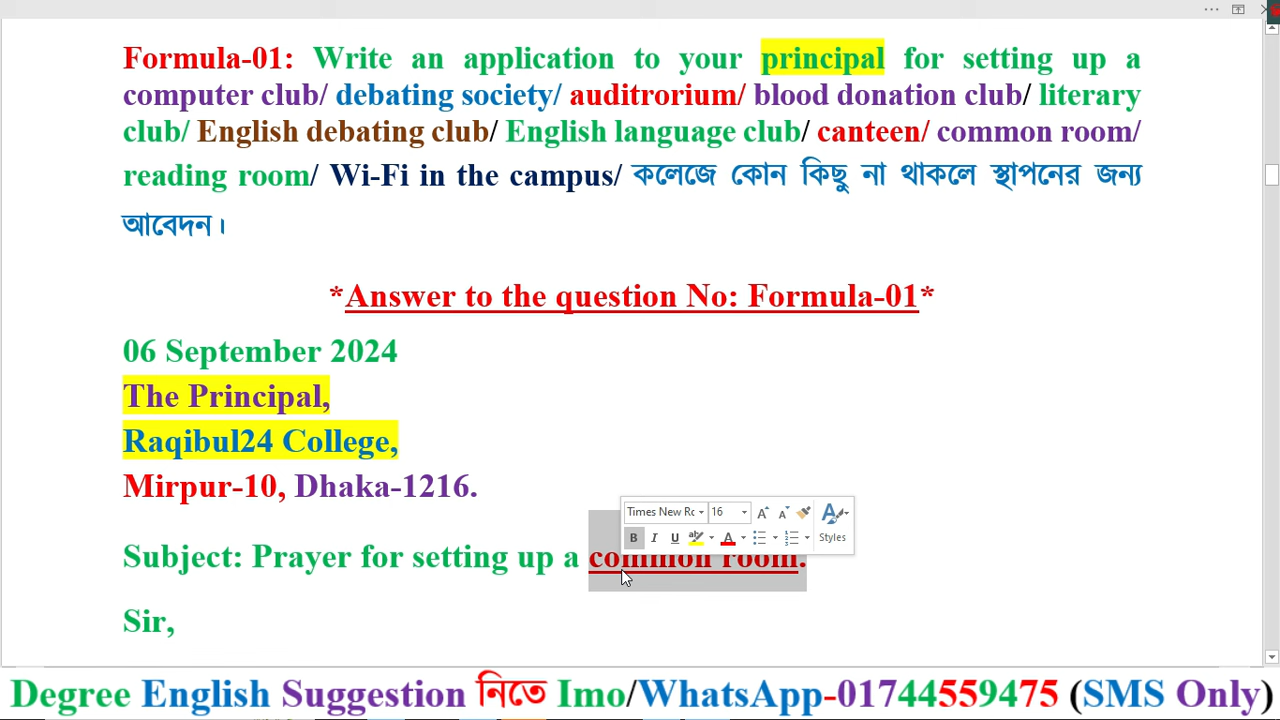 Formula-01: Write an application to your principal for setting up a
computer club/ debating society/ auditrorium/ blood donation club/ literary
club/ English debating club/ English language club/ canteen/ common room/
reading room/ Wi-Fi in the campus/ কলেজে কোন কিছু না থাকলে স্থাপনের জন্য
আবেদন।
*Answer to the question No: Formula-01*
06 September 2024
The Principal,
Raqibul24 College,
Mirpur-10, Dhaka-1216.
Times New Rc 16
B I U Styles
Subject: Prayer for setting up a common room.
Sir,
Degree English Suggestion নিতে Imo/WhatsApp-01744559475 (SMS Only)